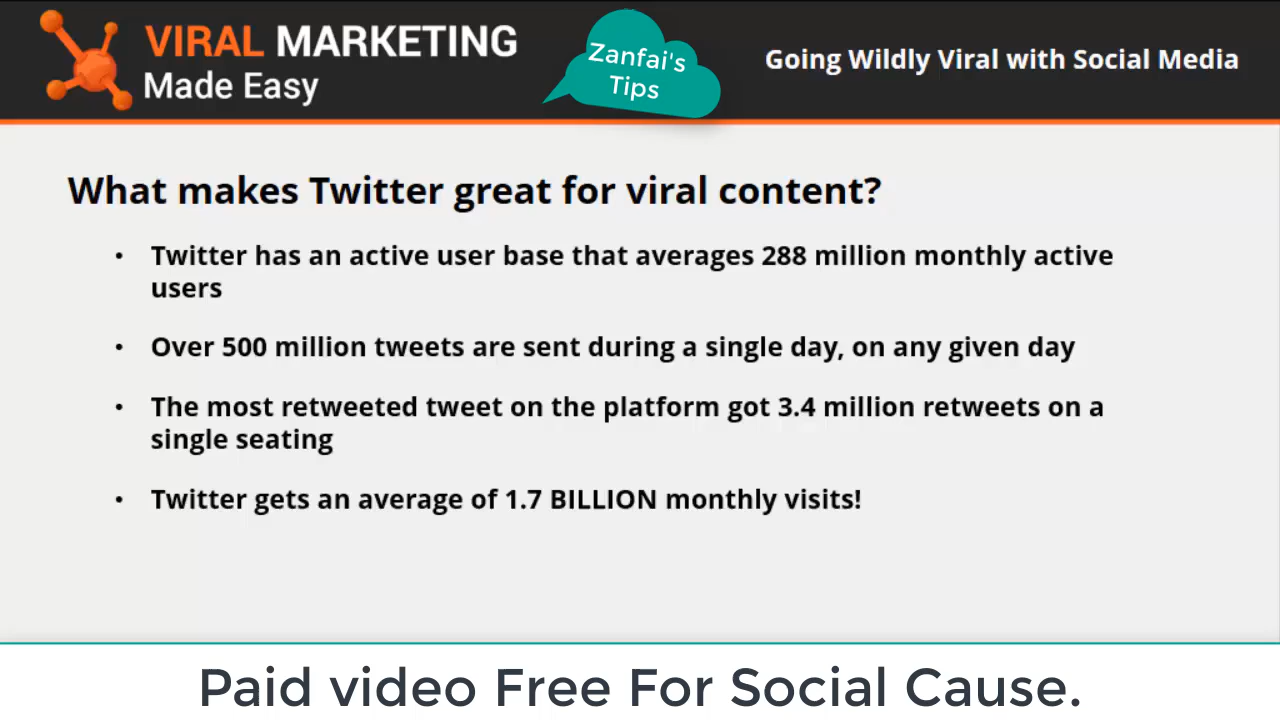 VIRAL MARKETING
Made Easy
Zanfai's
Tips
Going Wildly Viral with Social Media
What makes Twitter great for viral content?
• Twitter has an active user base that averages 288 million monthly active
users
• Over 500 million tweets are sent during a single day, on any given day
• The most retweeted tweet on the platform got 3.4 million retweets on a
single seating
• Twitter gets an average of 1.7 BILLION monthly visits!
Paid video Free For Social Cause.